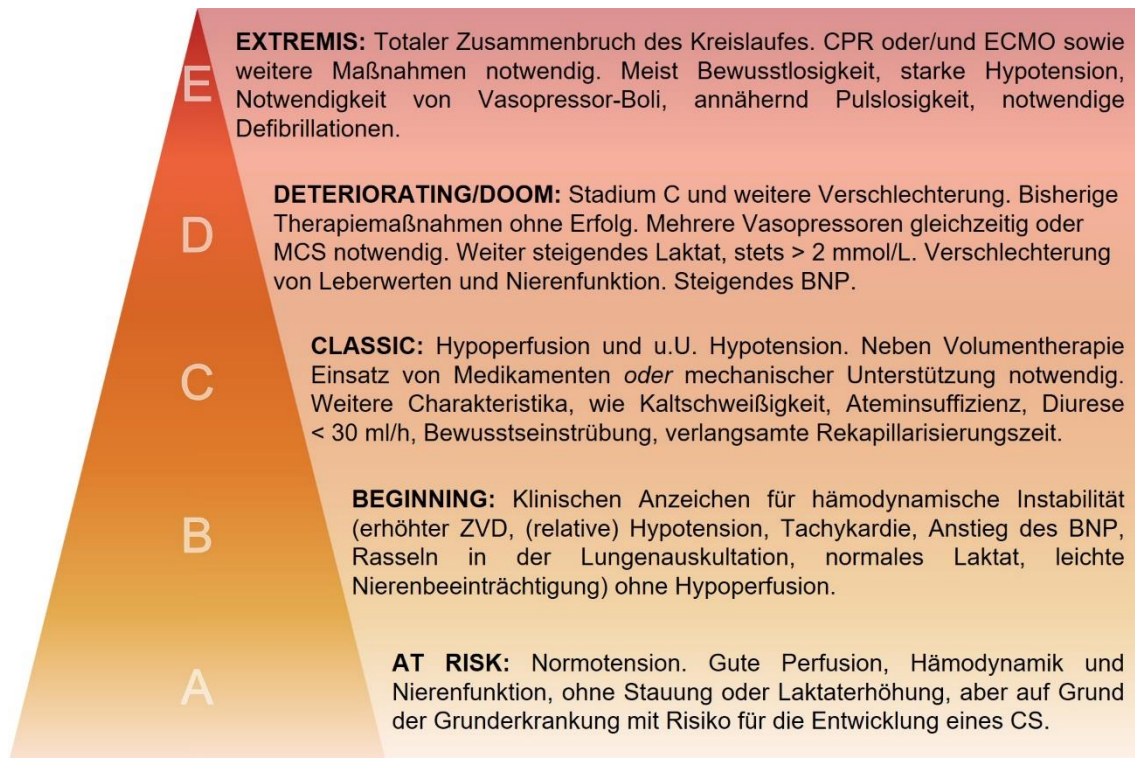 EXTREMIS: Totaler Zusammenbruch des Kreislaufes. CPR oder/und ECMO sowie
weitere Maßnahmen notwendig. Meist Bewusstlosigkeit, starke Hypotension,
Notwendigkeit von Vasopressor-Boli, annähernd Pulslosigkeit, notwendige
Defibrillationen.
E
DETERIORATING/DOOM: Stadium C und weitere Verschlechterung. Bisherige
Therapiemaßnahmen ohne Erfolg. Mehrere Vasopressoren gleichzeitig oder
MCS notwendig. Weiter steigendes Laktat, stets > 2 mmol/L. Verschlechterung
von Leberwerten und Nierenfunktion. Steigendes BNP.
D
CLASSIC: Hypoperfusion und u.U. Hypotension. Neben Volumentherapie
Einsatz von Medikamenten oder mechanischer Unterstützung notwendig.
Weitere Charakteristika, wie Kaltschweißigkeit, Ateminsuffizienz, Diurese
< 30 ml/h, Bewusstseinstrübung, verlangsamte Rekapillarisierungszeit.
C
BEGINNING: Klinischen Anzeichen für hämodynamische Instabilität
(erhöhter ZVD, (relative) Hypotension, Tachykardie, Anstieg des BNP,
Rasseln in der Lungenauskultation, normales Laktat, leichte
Nierenbeeinträchtigung) ohne Hypoperfusion.
B
AT RISK: Normotension. Gute Perfusion, Hämodynamik und
Nierenfunktion, ohne Stauung oder Laktaterhöhung, aber auf Grund
der Grunderkrankung mit Risiko für die Entwicklung eines CS.
A